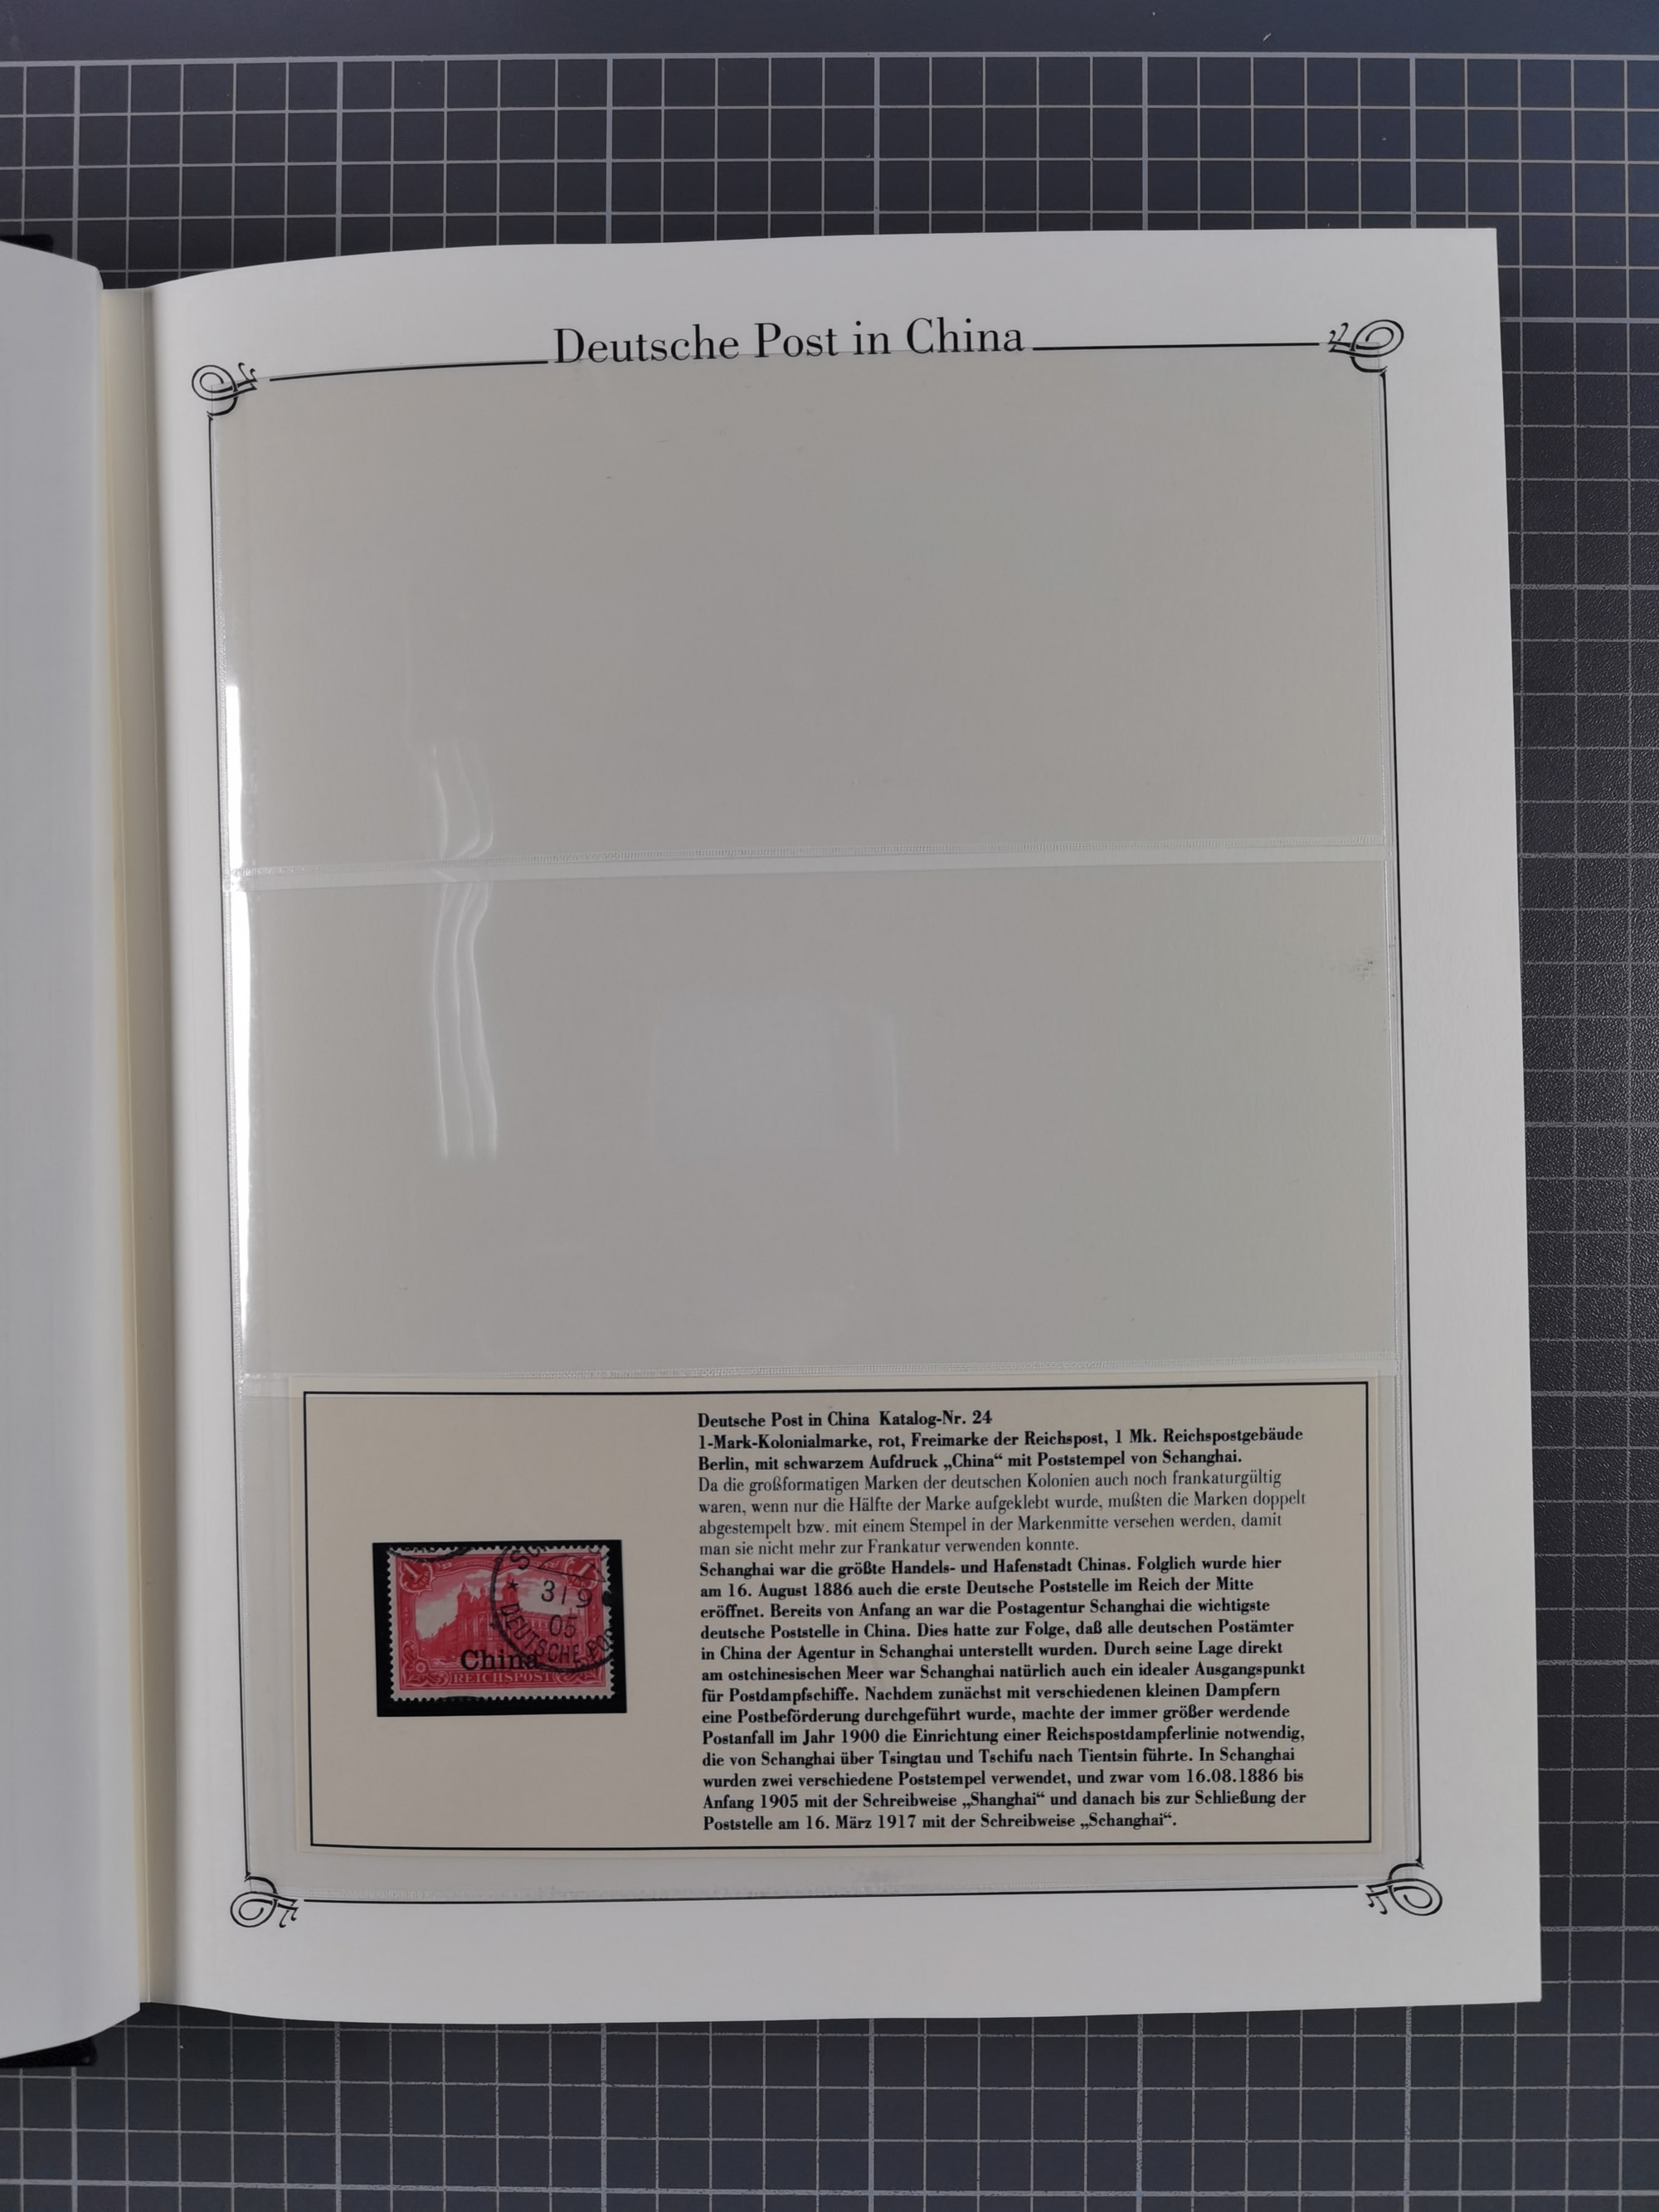 Deutsche Post in China
Deutsche Post in China Katalog-Nr. 24
1-Mark-Kolonialmarke, rot, Freimarke der Reichspost, 1 Mk. Reichspostgebäude
Berlin, mit schwarzem Aufdruck „China“ mit Poststempel von Schanghai.
Da die großformatigen Marken der deutschen Kolonien auch noch frankaturgültig
waren, wenn nur die Hälfte der Marke aufgeklebt wurde, mußten die Marken doppelt
abgestempelt bzw. mit einem Stempel in der Markenmitte versehen werden, damit
man sie nicht mehr zur Frankatur verwenden konnte.
Schanghai war die größte Handels- und Hafenstadt Chinas. Folglich wurde hier
am 16. August 1886 auch die erste Deutsche Poststelle im Reich der Mitte
eröffnet. Bereits von Anfang an war die Postagentur Schanghai die wichtigste
deutsche Poststelle in China. Dies hatte zur Folge, daß alle deutschen Postämter
in China der Agentur in Schanghai unterstellt wurden. Durch seine Lage direkt
am ostchinesischen Meer war Schanghai natürlich auch ein idealer Ausgangspunkt
für Postdampfschiffe. Nachdem zunächst mit verschiedenen kleinen Dampfern
eine Postbeförderung durchgeführt wurde, machte der immer größer werdende
Postanfall im Jahr 1900 die Einrichtung einer Reichspostdampferlinie notwendig,
die von Schanghai über Tsingtau und Tschifu nach Tientsin führte. In Schanghai
wurden zwei verschiedene Poststempel verwendet, und zwar vom 16.08.1886 bis
Anfang 1905 mit der Schreibweise „Shanghai“ und danach bis zur Schließung der
Poststelle am 16. März 1917 mit der Schreibweise „Schanghai“.
1 1
3/9
05
DEUTSCHE POS
China
REICHSPOST